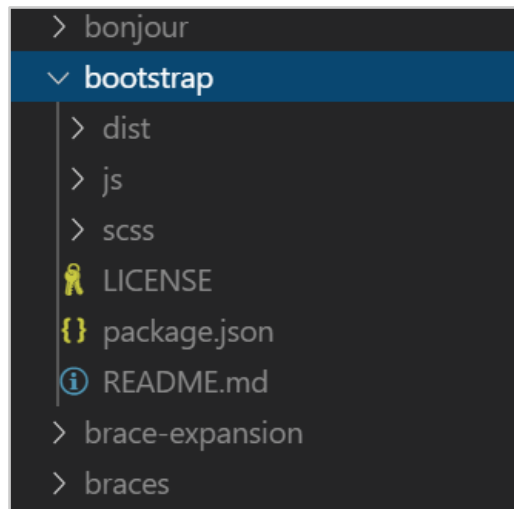 bonjour
bootstrap
dist
js
scss
LICENSE
package.json
README.md
brace-expansion
braces